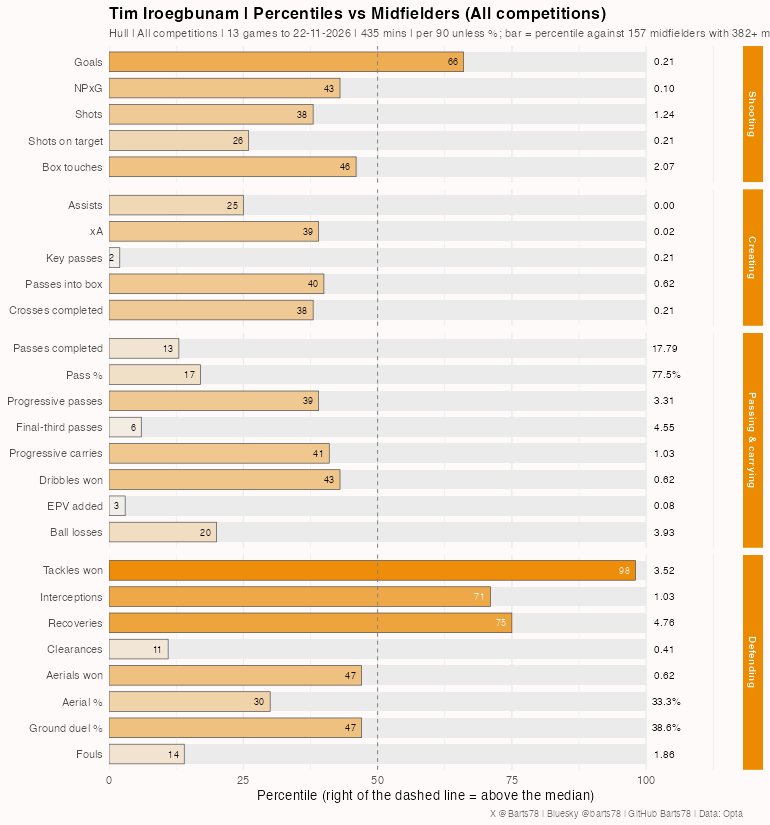 Tim Iroegbunam | Percentiles vs Midfielders (All competitions)
Hull | All competitions | 13 games to 22-11-2026 | 435 mins | per 90 unless %; bar = percentile against 157 midfielders with 382+ m
Shooting
Goals 66 0.21
NPxG 43 0.10
Shots 38 1.24
Shots on target 26 0.21
Box touches 46 2.07
Creating
Assists 25 0.00
xA 39 0.02
Key passes 2 0.21
Passes into box 40 0.62
Crosses completed 38 0.21
Passing & carrying
Passes completed 13 17.79
Pass % 17 77.5%
Progressive passes 39 3.31
Final-third passes 6 4.55
Progressive carries 41 1.03
Dribbles won 43 0.62
EPV added 3 0.08
Ball losses 20 3.93
Defending
Tackles won 98 3.52
Interceptions 71 1.03
Recoveries 75 4.76
Clearances 11 0.41
Aerials won 47 0.62
Aerial % 30 33.3%
Ground duel % 47 38.6%
Fouls 14 1.86
0 25 50 75 100
Percentile (right of the dashed line = above the median)
X @Barts78 | Bluesky @barts78 | GitHub Barts78 | Data: Opta